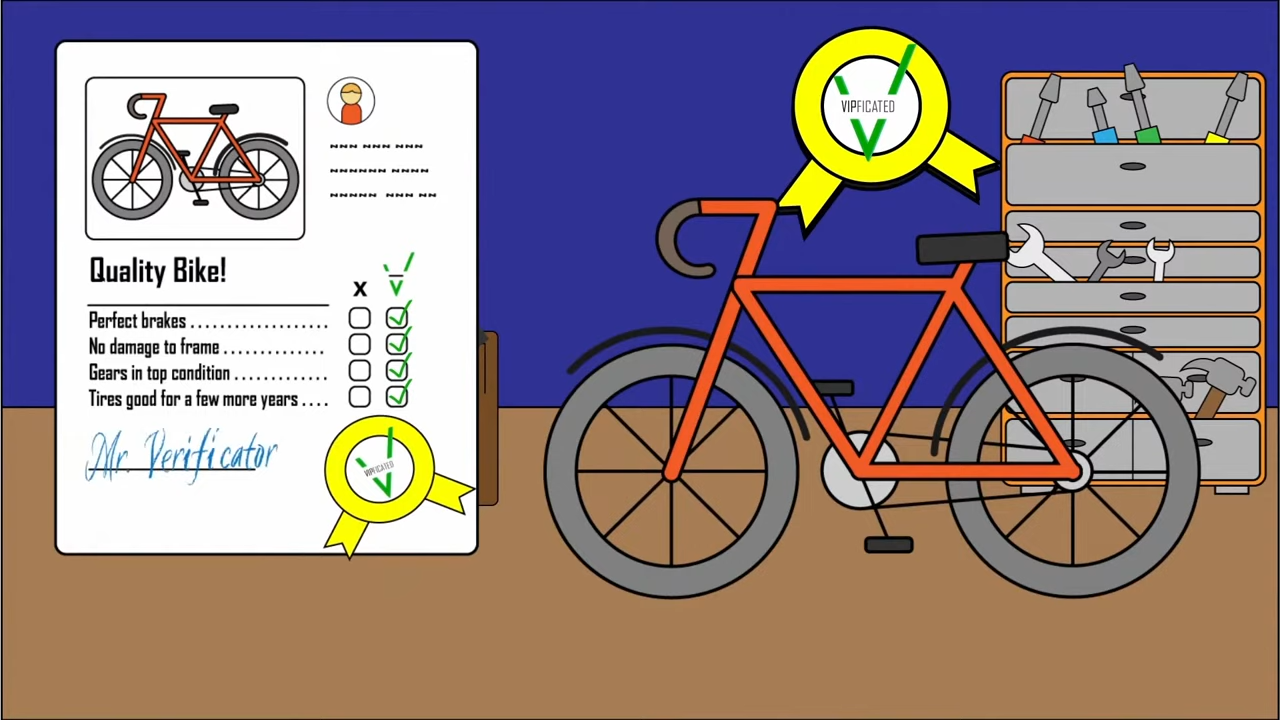 VIPFICATED
Quality Bike!
X
Perfect brakes ....................
No damage to frame ...............
Gears in top condition .............
Tires good for a few more years ....
Mr. Verificator
VIPFICATED